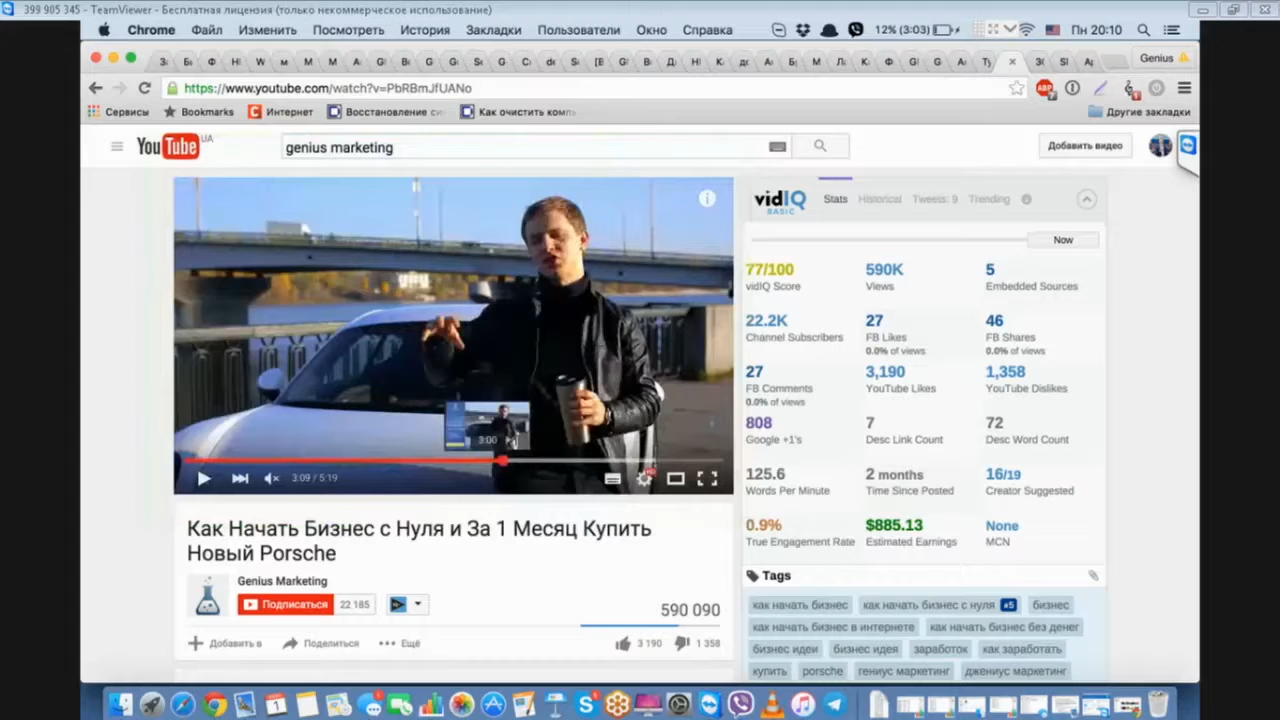 399 905 345 - TeamViewer - Бесплатная лицензия (только некоммерческое использование)
Chrome Файл Изменить Посмотреть История Закладки Пользователи Окно Справка 12% (3:03) Пн 20:10
Genius
https://www.youtube.com/watch?v=PbRBmJfUANo
Сервисы Bookmarks Интернет Восстановление Как очистить Другие закладки
YouTube UA
genius marketing
Добавить видео
vidIQ BASIC Stats Historical Tweets: 9 Trending
Now
77/100 590K 5
vidIQ Score Views Embedded Sources
22.2K 27 46
Channel Subscribers FB Likes FB Shares
0.0% of views 0.0% of views
27 3,190 1,358
FB Comments YouTube Likes YouTube Dislikes
0.0% of views
808 7 72
Google +1's Desc Link Count Desc Word Count
125.6 2 months 16/19
Words Per Minute Time Since Posted Creator Suggested
0.9% $885.13 None
True Engagement Rate Estimated Earnings MCN
Tags
как начать бизнес как начать бизнес с нуля #5 бизнес
как начать бизнес в интернете как начать бизнес без денег
бизнес идеи бизнес идея заработок как заработать
купить porsche гениус маркетинг джениус маркетинг
3:00
3:09 / 5:19
Как Начать Бизнес с Нуля и За 1 Месяц Купить
Новый Porsche
Genius Marketing
Подписаться 22 185
590 090
Добавить в Поделиться Ещё 3 190 1 358